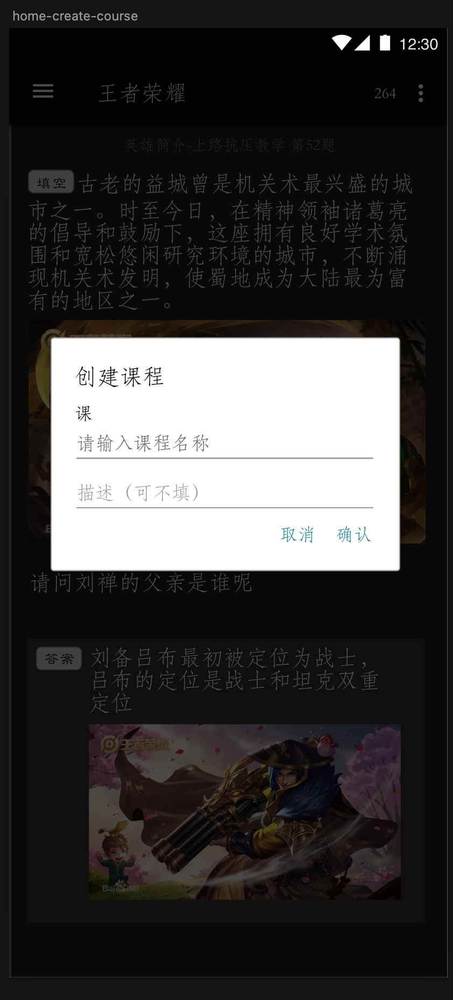 home-create-course
12:30
王者荣耀
264
英雄简介-上路抗压教学 第52题
填空 古老的益城曾是机关术最兴盛的城
市之一。时至今日，在精神领袖诸葛亮
的倡导和鼓励下，这座拥有良好学术氛
围和宽松悠闲研究环境的城市，不断涌
现机关术发明，使蜀地成为大陆最为富
有的地区之一。
创建课程
课
请输入课程名称
描述（可不填）
取消 确认
请问刘禅的父亲是谁呢
答案 刘备吕布最初被定位为战士，
吕布的定位是战士和坦克双重
定位
王者荣耀
Bai百科